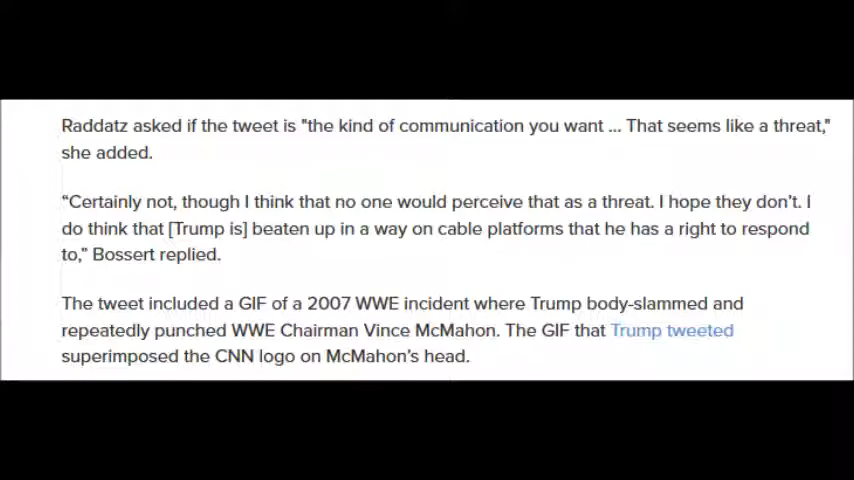 Raddatz asked if the tweet is "the kind of communication you want ... That seems like a threat,"
she added.
“Certainly not, though I think that no one would perceive that as a threat. I hope they don’t. I
do think that [Trump is] beaten up in a way on cable platforms that he has a right to respond
to,” Bossert replied.
The tweet included a GIF of a 2007 WWE incident where Trump body-slammed and
repeatedly punched WWE Chairman Vince McMahon. The GIF that Trump tweeted
superimposed the CNN logo on McMahon’s head.